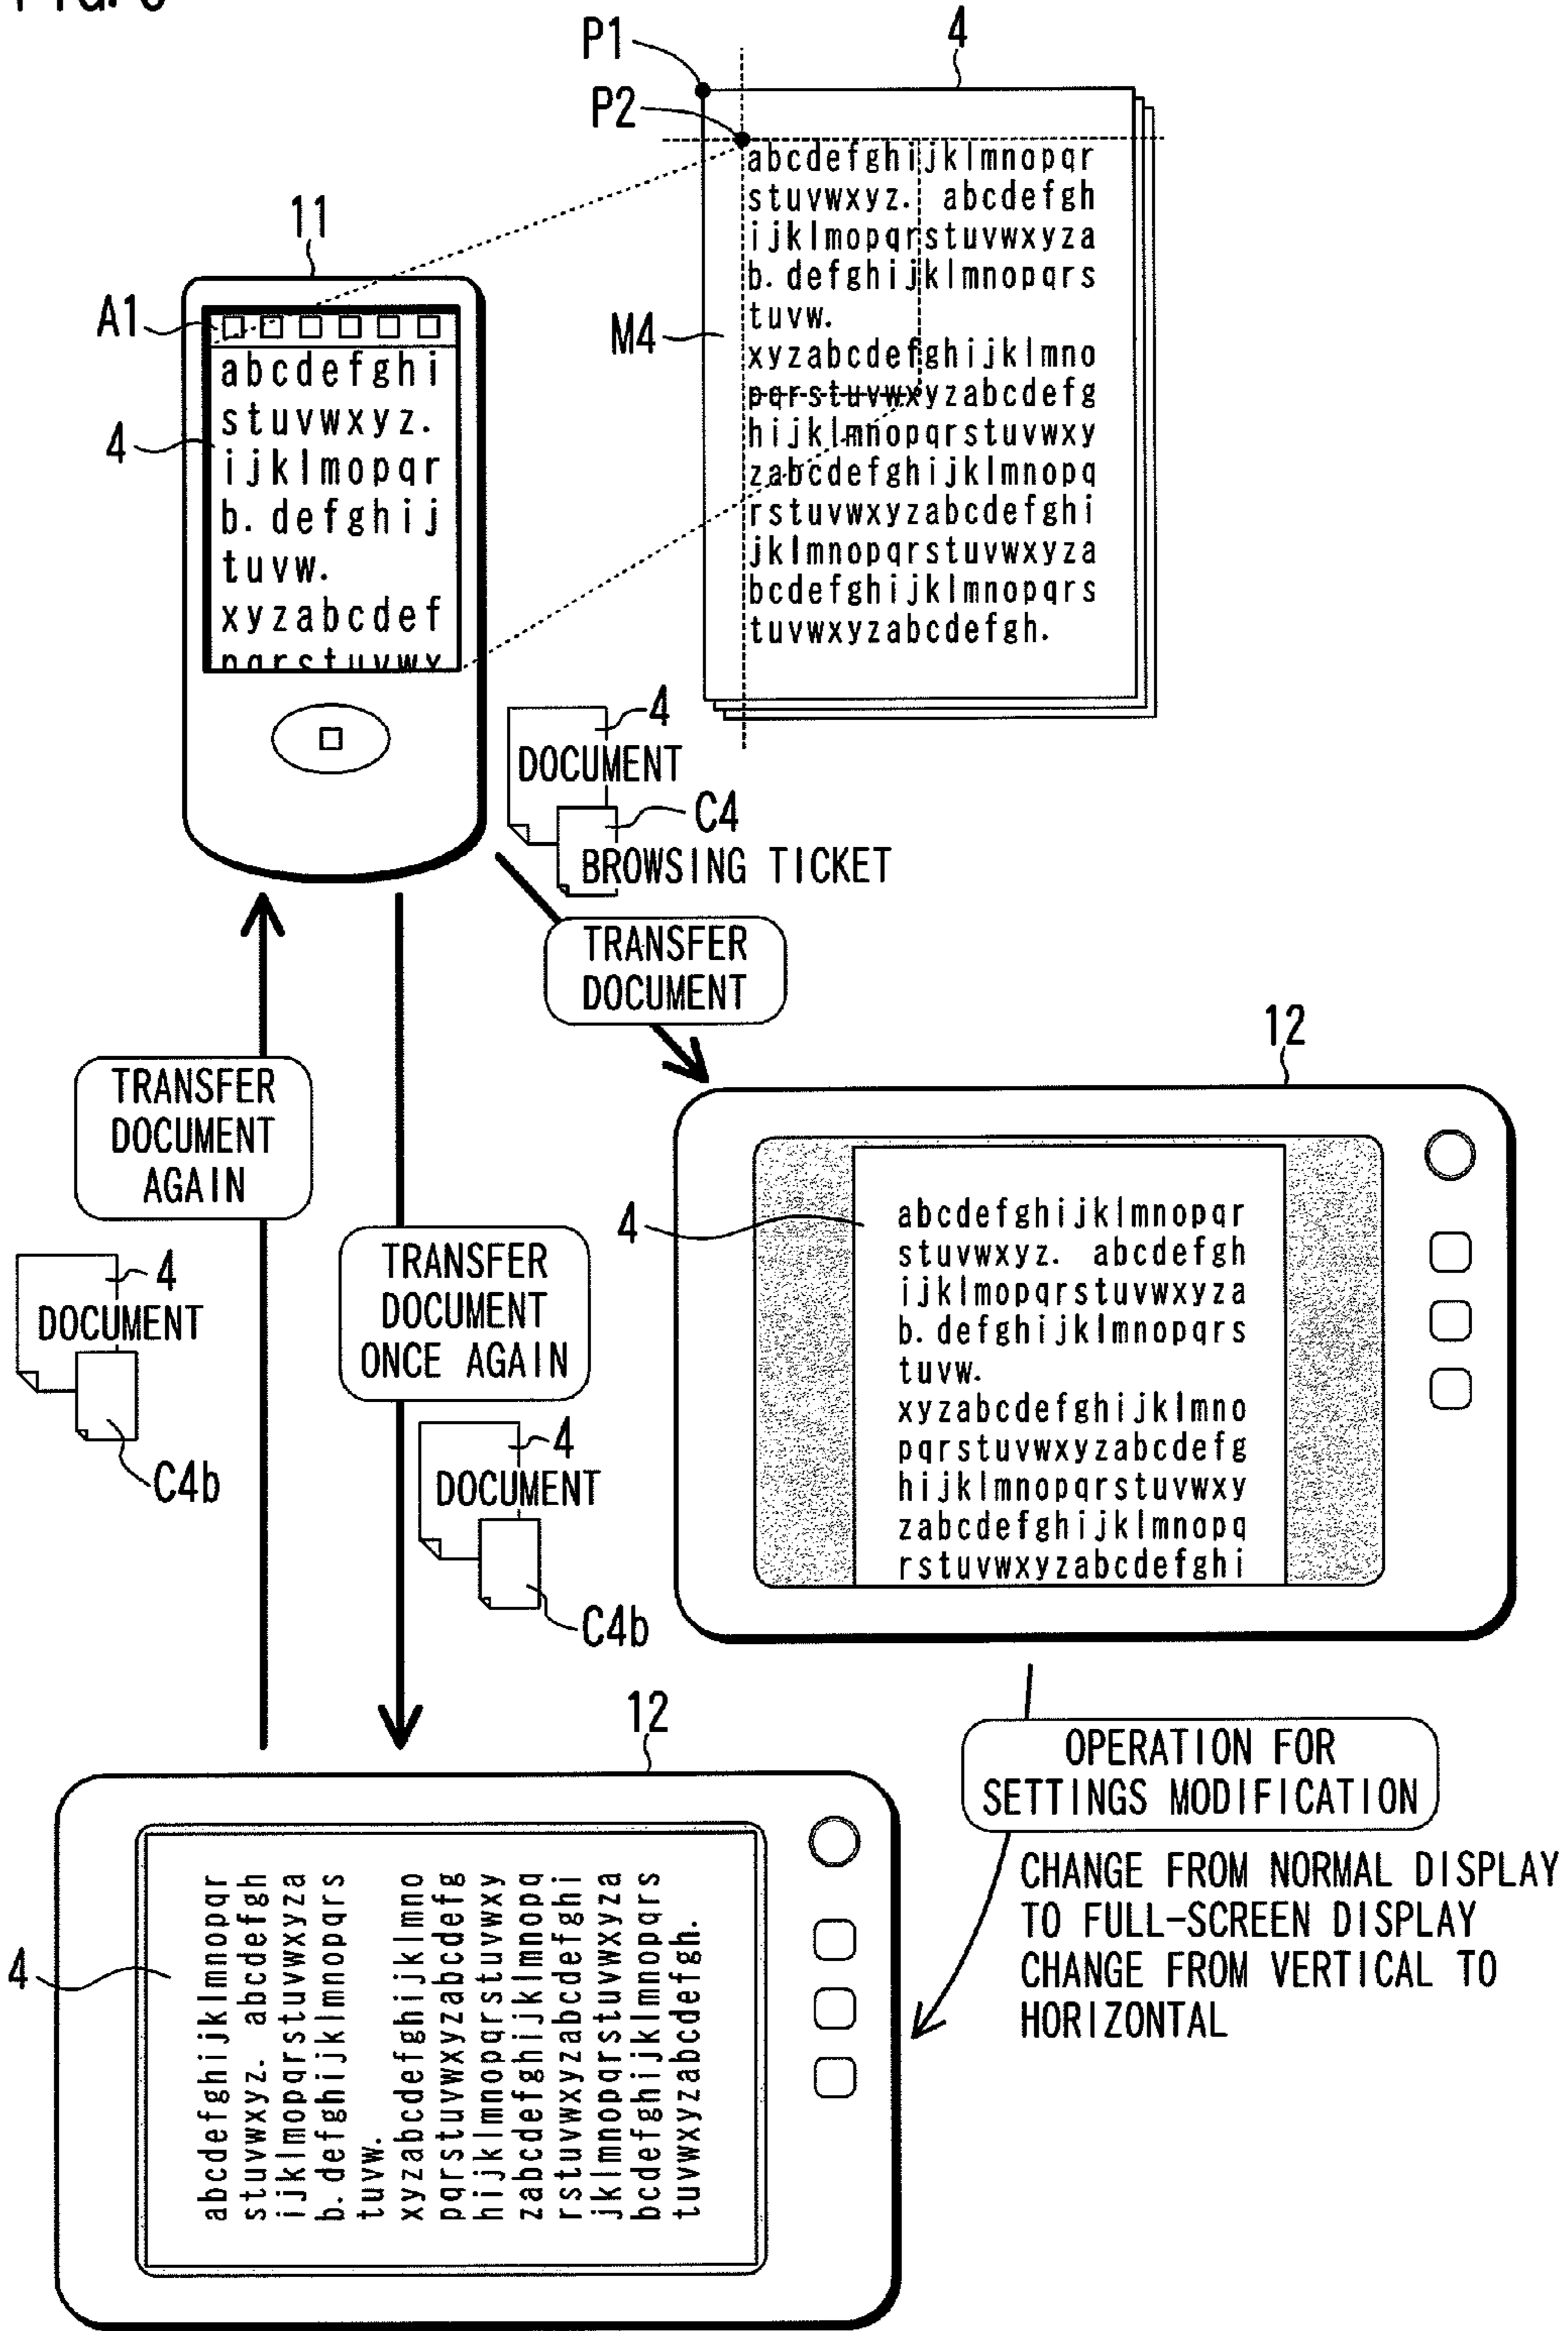 P1
4
P2
abcdefghijklmnopqr
stuvwxyz. abcdefgh
ijklmopqrstuvwxyza
b. defghijklmnopqrs
tuvw.
xyzabcdefghijklmno
pqrstuvwxyzabcdefg
hijklmnopqrstuvwxy
zabcdefghijklmnopq
rstuvwxyzabcdefghi
jklmnopqrstuvwxyza
bcdefghijklmnopqrs
tuvwxyzabcdefgh.
M4
11
A1
4
abcdefghi
stuvwxyz.
ijklmopqr
b. defghij
tuvw.
xyzabcdef
pqrstuvwx
4
DOCUMENT
C4
BROWSING TICKET
TRANSFER
DOCUMENT
TRANSFER
DOCUMENT
AGAIN
4
DOCUMENT
C4b
TRANSFER
DOCUMENT
ONCE AGAIN
4
DOCUMENT
C4b
12
4
abcdefghijklmnopqr
stuvwxyz. abcdefgh
ijklmopqrstuvwxyza
b. defghijklmnopqrs
tuvw.
xyzabcdefghijklmno
pqrstuvwxyzabcdefg
hijklmnopqrstuvwxy
zabcdefghijklmnopq
rstuvwxyzabcdefghi
OPERATION FOR
SETTINGS MODIFICATION
CHANGE FROM NORMAL DISPLAY
TO FULL-SCREEN DISPLAY
CHANGE FROM VERTICAL TO
HORIZONTAL
12
4
abcdefghijklmnopqr
stuvwxyz. abcdefgh
ijklmopqrstuvwxyza
b. defghijklmnopqrs
tuvw.
xyzabcdefghijklmno
pqrstuvwxyzabcdefg
hijklmnopqrstuvwxy
zabcdefghijklmnopq
rstuvwxyzabcdefghi
jklmnopqrstuvwxyza
bcdefghijklmnopqrs
tuvwxyzabcdefgh.